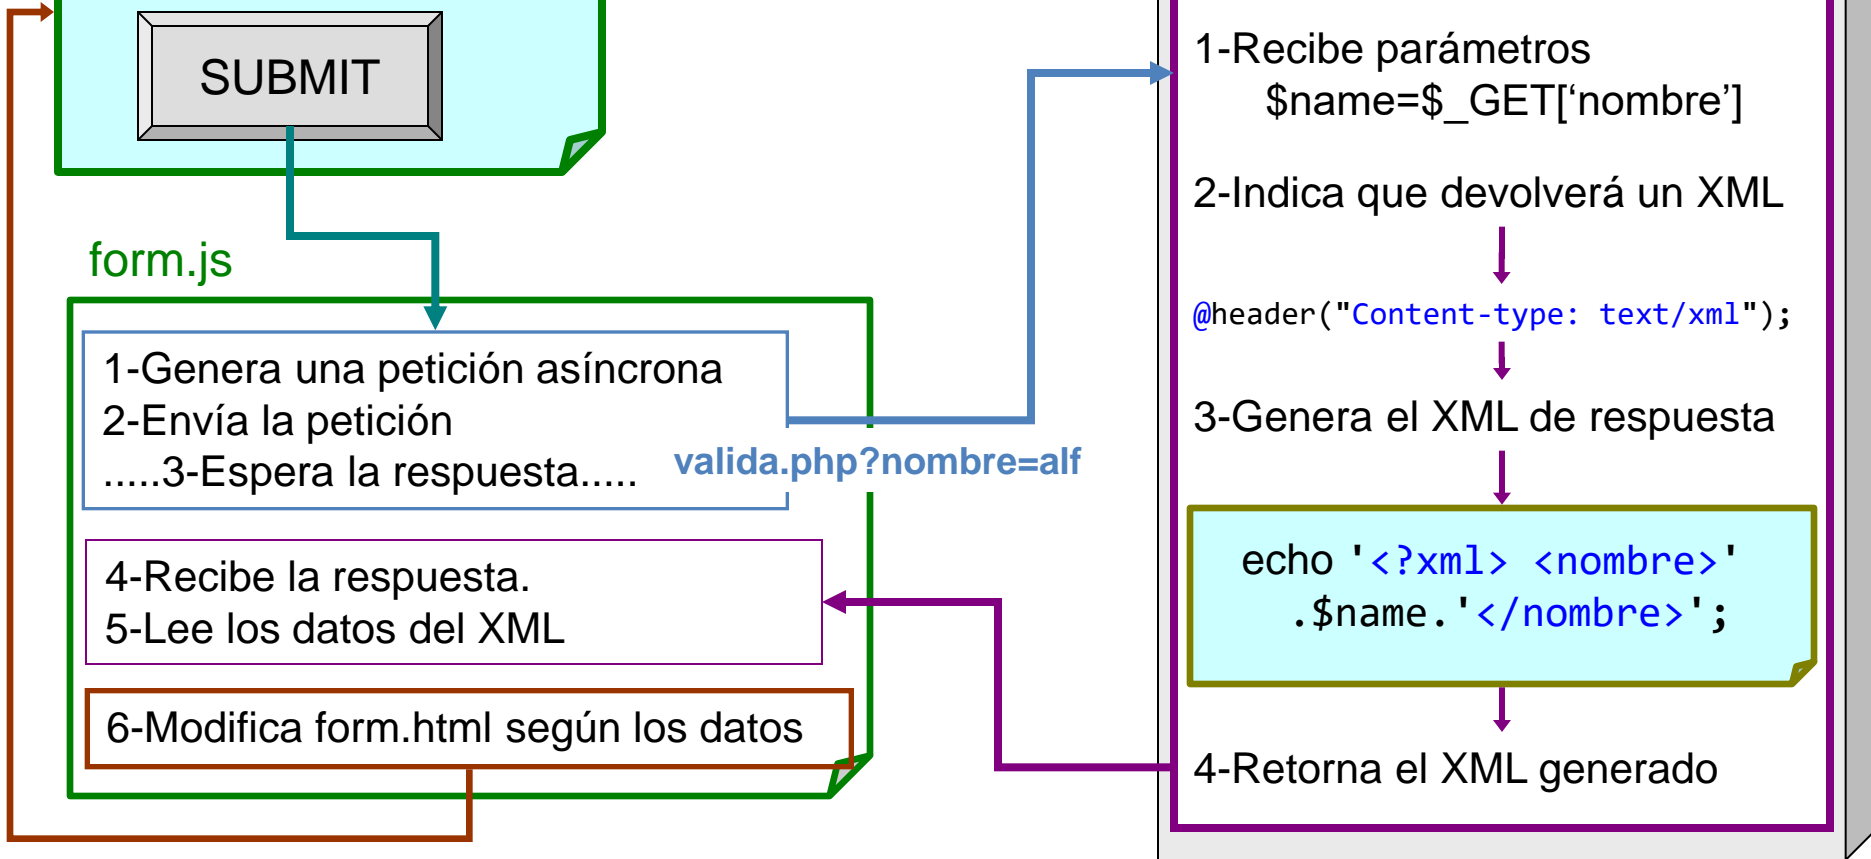 SUBMIT
form.js
1-Genera una petición asíncrona
2-Envía la petición
.....3-Espera la respuesta.....
valida.php?nombre=alf
4-Recibe la respuesta.
5-Lee los datos del XML
6-Modifica form.html según los datos
1-Recibe parámetros
$name=$_GET[‘nombre’]
2-Indica que devolverá un XML
@header("Content-type: text/xml");
3-Genera el XML de respuesta
echo '<?xml> <nombre>'
.$name.'</nombre>';
4-Retorna el XML generado